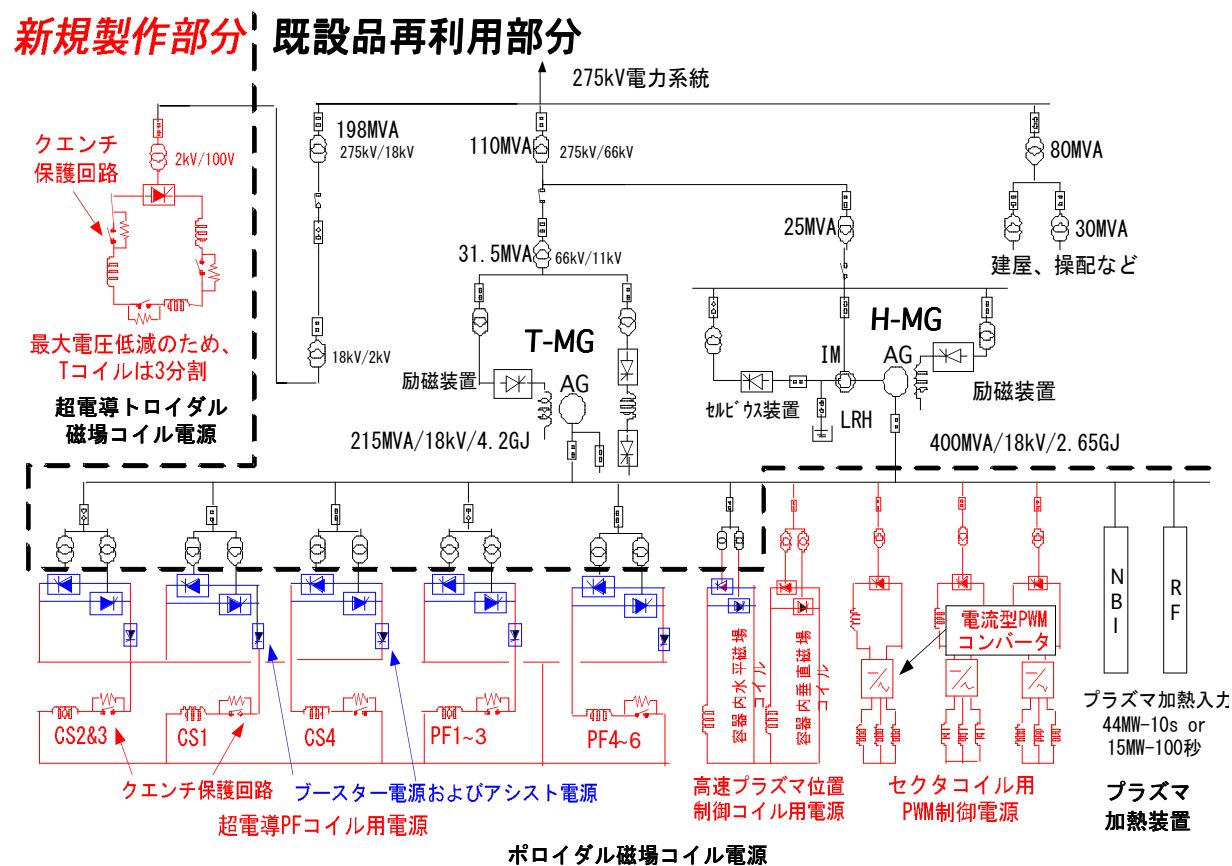 新規製作部分
既設品再利用部分
275kV電力系統
クエンチ
保護回路
2kV/100V
198MVA
275kV/18kV
110MVA
275kV/66kV
80MVA
25MVA
30MVA
31.5MVA
66kV/11kV
建屋、操配など
最大電圧低減のため、
Tコイルは3分割
18kV/2kV
T-MG
H-MG
IM
AG
励磁装置
AG
励磁装置
セルビウス装置
LRH
超電導トロイダル
磁場コイル電源
215MVA/18kV/4.2GJ
400MVA/18kV/2.65GJ
NBI
RF
電流型PWM
コンバータ
容器内水平磁場
コイル
容器内垂直磁場
コイル
CS2&3
CS1
CS4
PF1~3
PF4~6
プラズマ加熱入力
44MW-10s or
15MW-100秒
クエンチ保護回路
ブースター電源およびアシスト電源
超電導PFコイル用電源
高速プラズマ位置
制御コイル用電源
セクタコイル用
PWM制御電源
プラズマ
加熱装置
ポロイダル磁場コイル電源